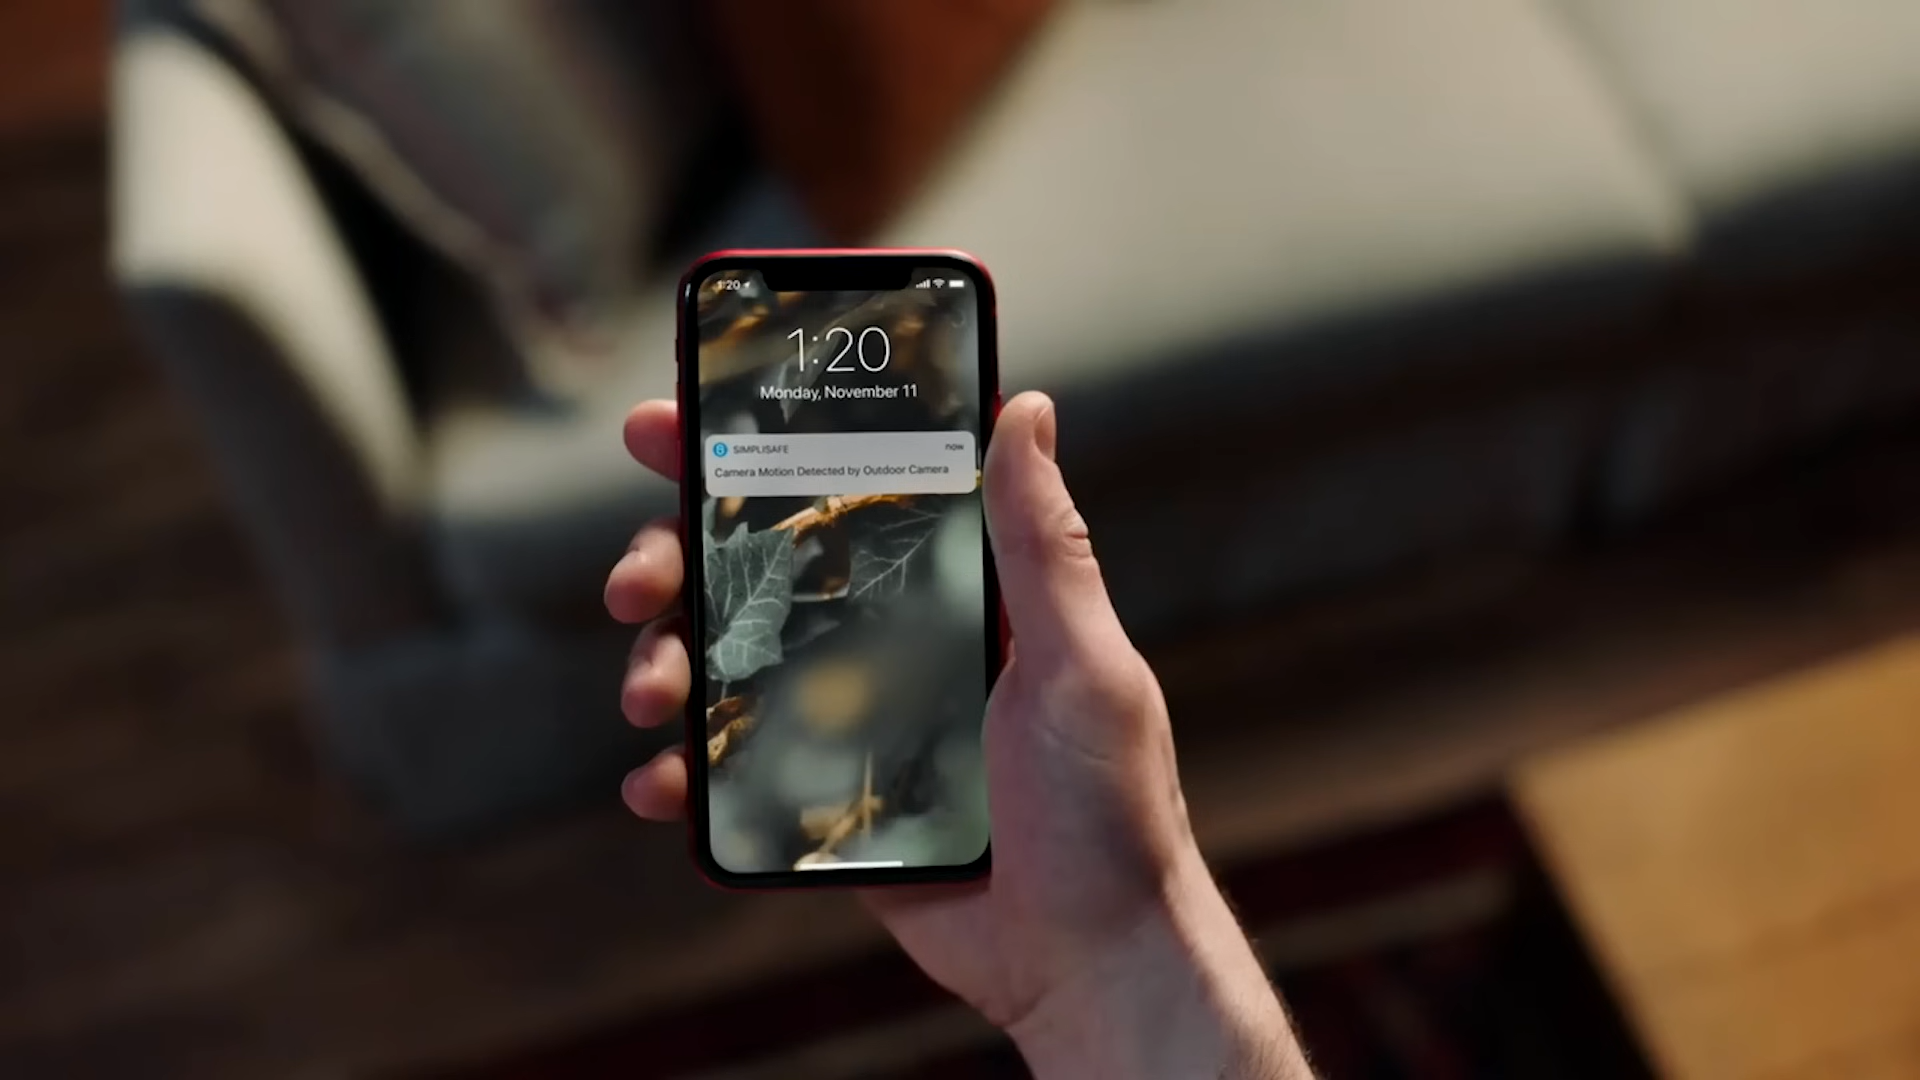 1:20
1:20
Monday, November 11
SIMPLISAFE now
Camera Motion Detected by Outdoor Camera